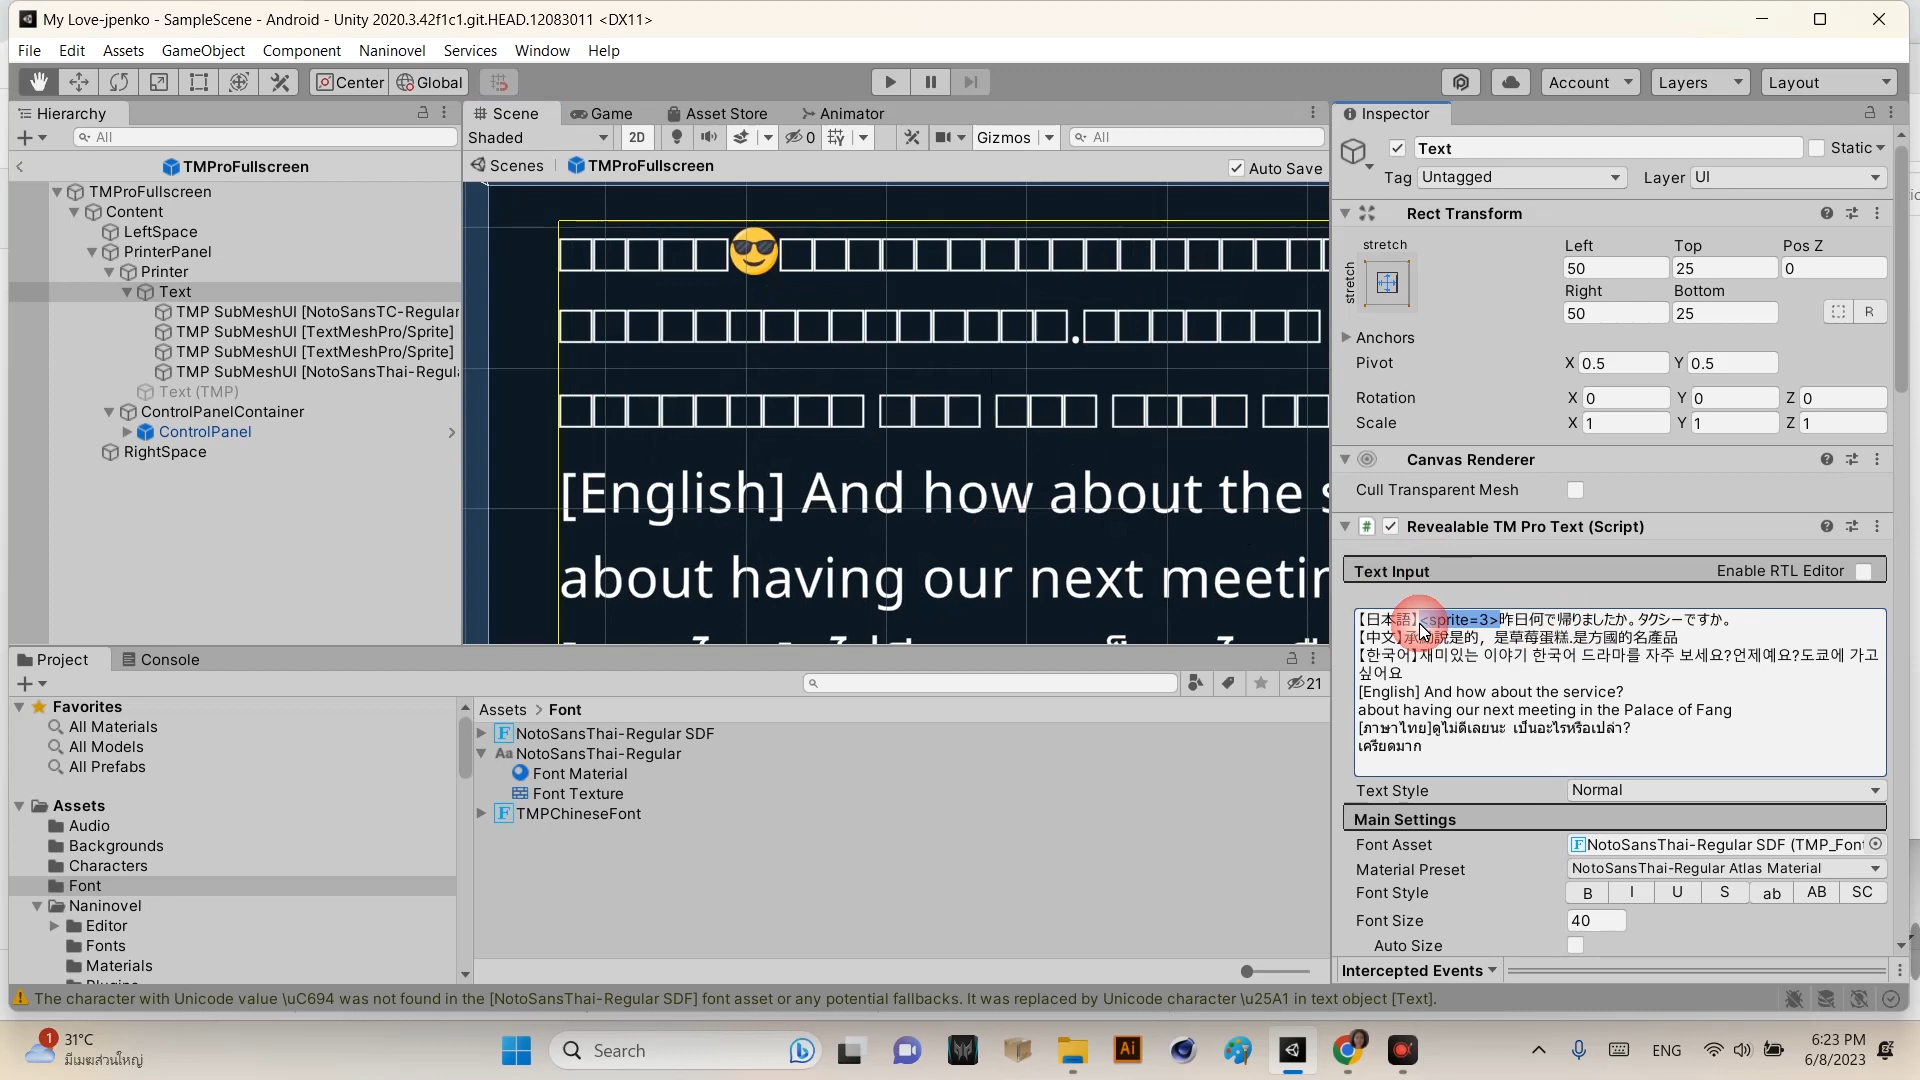 My Love-jpenko - SampleScene - Android - Unity 2020.3.42f1c1.git.HEAD.12083011 <DX11>
File Edit Assets GameObject Component Naninovel Services Window Help
Center Global Account Layers Layout
Hierarchy
All
TMProFullscreen
TMProFullscreen
Content
LeftSpace
PrinterPanel
Printer
Text
TMP SubMeshUI [NotoSansTC-Regular
TMP SubMeshUI [TextMeshPro/Sprite]
TMP SubMeshUI [TextMeshPro/Sprite]
TMP SubMeshUI [NotoSansThai-Regula
Text (TMP)
ControlPanelContainer
ControlPanel
RightSpace
Scene Game Asset Store Animator
Shaded 2D 0 Gizmos All
Scenes TMProFullscreen Auto Save
[English] And how about the s
about having our next meetin
Inspector
Text Static
Tag Untagged Layer UI
Rect Transform
stretch
stretch
Left Top Pos Z
50 25 0
Right Bottom
50 25 R
Anchors
Pivot X 0.5 Y 0.5
Rotation X 0 Y 0 Z 0
Scale X 1 Y 1 Z 1
Canvas Renderer
Cull Transparent Mesh
Revealable TM Pro Text (Script)
Text Input Enable RTL Editor
【日本語】<sprite=3>昨日何で帰りましたか。タクシーですか。
【中文】承 說是的，是草莓蛋糕.是方國的名產品
【한국어】재미있는 이야기 한국어 드라마를 자주 보세요?언제예요?도쿄에 가고
싶어요
[English] And how about the service?
about having our next meeting in the Palace of Fang
[ภาษาไทย]ดูไม่ดีเลยนะ เป็นอะไรหรือเปล่า?
เครียดมาก
Text Style Normal
Main Settings
Font Asset NotoSansThai-Regular SDF (TMP_Font
Material Preset NotoSansThai-Regular Atlas Material
Font Style B I U S ab AB SC
Font Size 40
Auto Size
Intercepted Events
Project Console
21
Favorites
All Materials
All Models
All Prefabs
Assets
Audio
Backgrounds
Characters
Font
Naninovel
Editor
Fonts
Materials
Assets > Font
NotoSansThai-Regular SDF
Aa NotoSansThai-Regular
Font Material
Font Texture
TMPChineseFont
The character with Unicode value \uC694 was not found in the [NotoSansThai-Regular SDF] font asset or any potential fallbacks. It was replaced by Unicode character \u25A1 in text object [Text].
1 31°C
มีเมฆส่วนใหญ่
Search
Ai
ENG
6:23 PM
6/8/2023